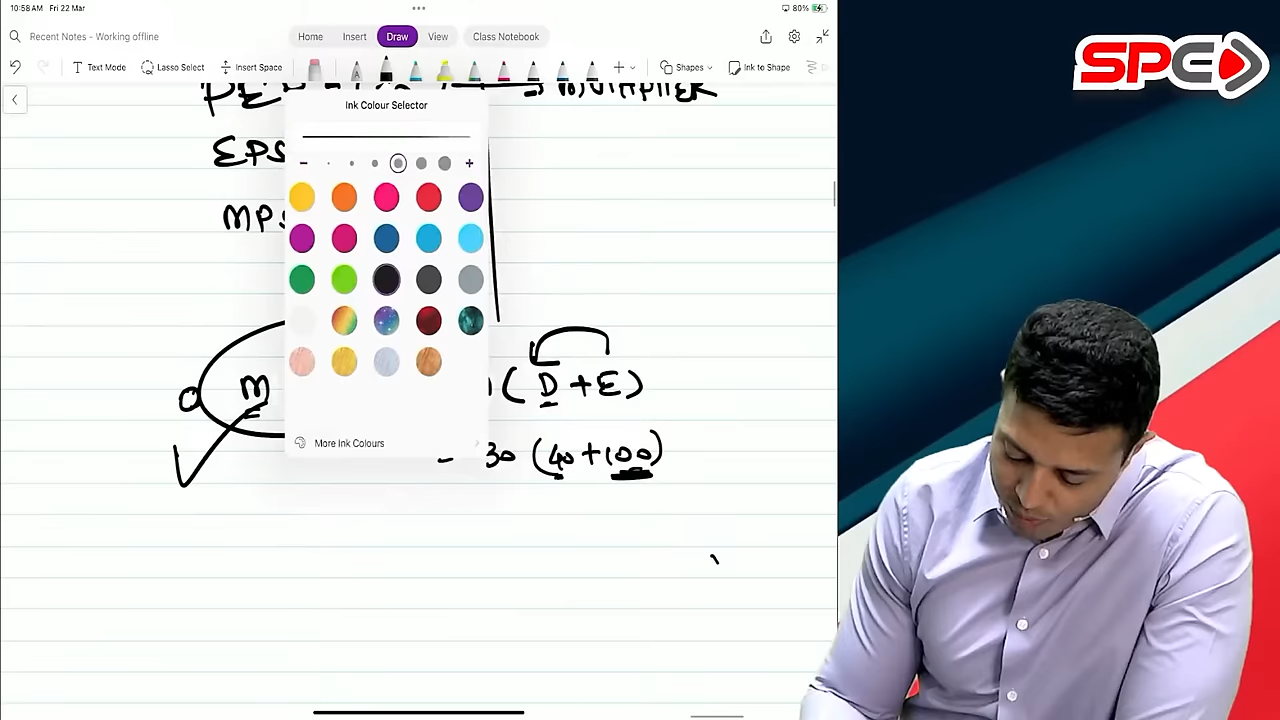 10:58 AM Fri 22 Mar
80%
Recent Notes - Working offline
Home Insert Draw View Class Notebook
Text Mode Lasso Select Insert Space Shapes Ink to Shape
SPE
MULTIPLIER
Ink Colour Selector
EPS
MPS
m
(D+E)
- 30 (40+100)
More Ink Colours